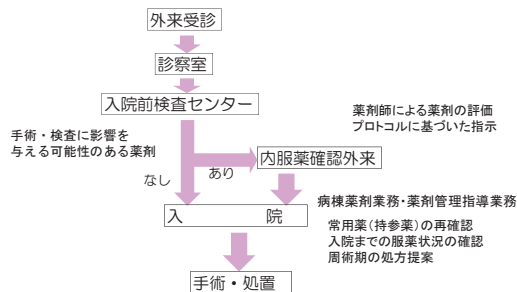 外来受診
診察室
入院前検査センター
薬剤師による薬剤の評価
プロトコルに基づいた指示
手術・検査に影響を
与える可能性のある薬剤
なし
あり
内服薬確認外来
病棟薬剤業務・薬剤管理指導業務
入　　　　院
常用薬（持参薬）の再確認
入院までの服薬状況の確認
周術期の処方提案
手術・処置